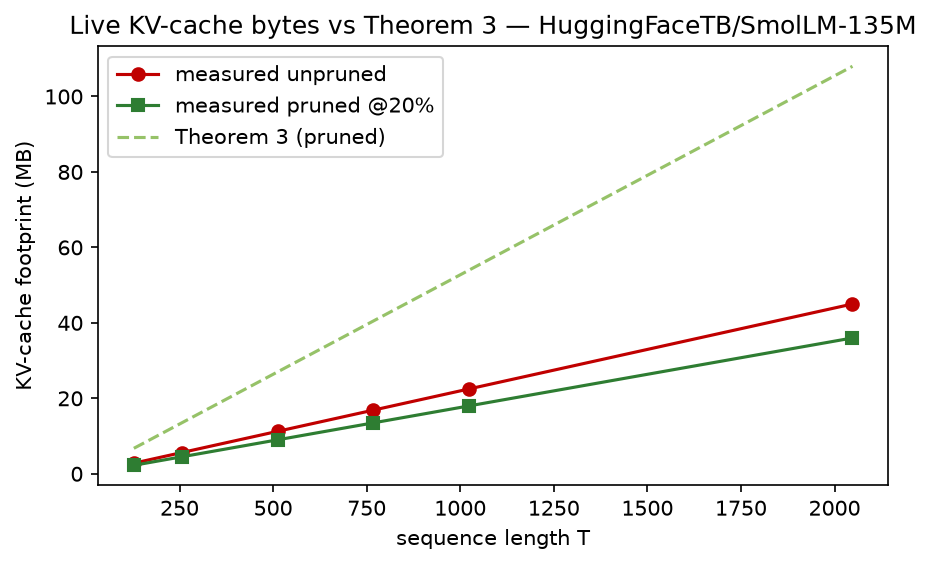 Live KV-cache bytes vs Theorem 3 — HuggingFaceTB/SmolLM-135M
measured unpruned
measured pruned @20%
Theorem 3 (pruned)
KV-cache footprint (MB)
100
80
60
40
20
0
250 500 750 1000 1250 1500 1750 2000
sequence length T